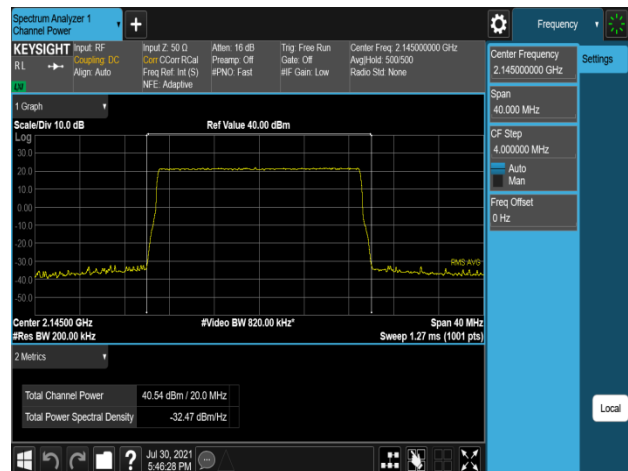 Spectrum Analyzer 1
Channel Power
Frequency
KEYSIGHT
RL
LXI
Input: RF
Coupling: DC
Align: Auto
Input Z: 50 Ω
Corr CCorr RCal
Freq Ref: Int (S)
NFE: Adaptive
Atten: 16 dB
Preamp: Off
#PNO: Fast
Trig: Free Run
Gate: Off
#IF Gain: Low
Center Freq: 2.145000000 GHz
Avg|Hold: 500/500
Radio Std: None
Center Frequency
2.145000000 GHz
Settings
Span
40.000 MHz
CF Step
4.000000 MHz
Auto
Man
Freq Offset
0 Hz
1 Graph
Scale/Div 10.0 dB
Ref Value 40.00 dBm
Log
30.0
20.0
10.0
0.00
-10.0
-20.0
-30.0
-40.0
-50.0
RMS AVG
Center 2.14500 GHz
#Video BW 820.00 kHz*
Span 40 MHz
#Res BW 200.00 kHz
Sweep 1.27 ms (1001 pts)
2 Metrics
Total Channel Power 40.54 dBm / 20.0 MHz
Total Power Spectral Density -32.47 dBm/Hz
Local
?
Jul 30, 2021
5:46:28 PM